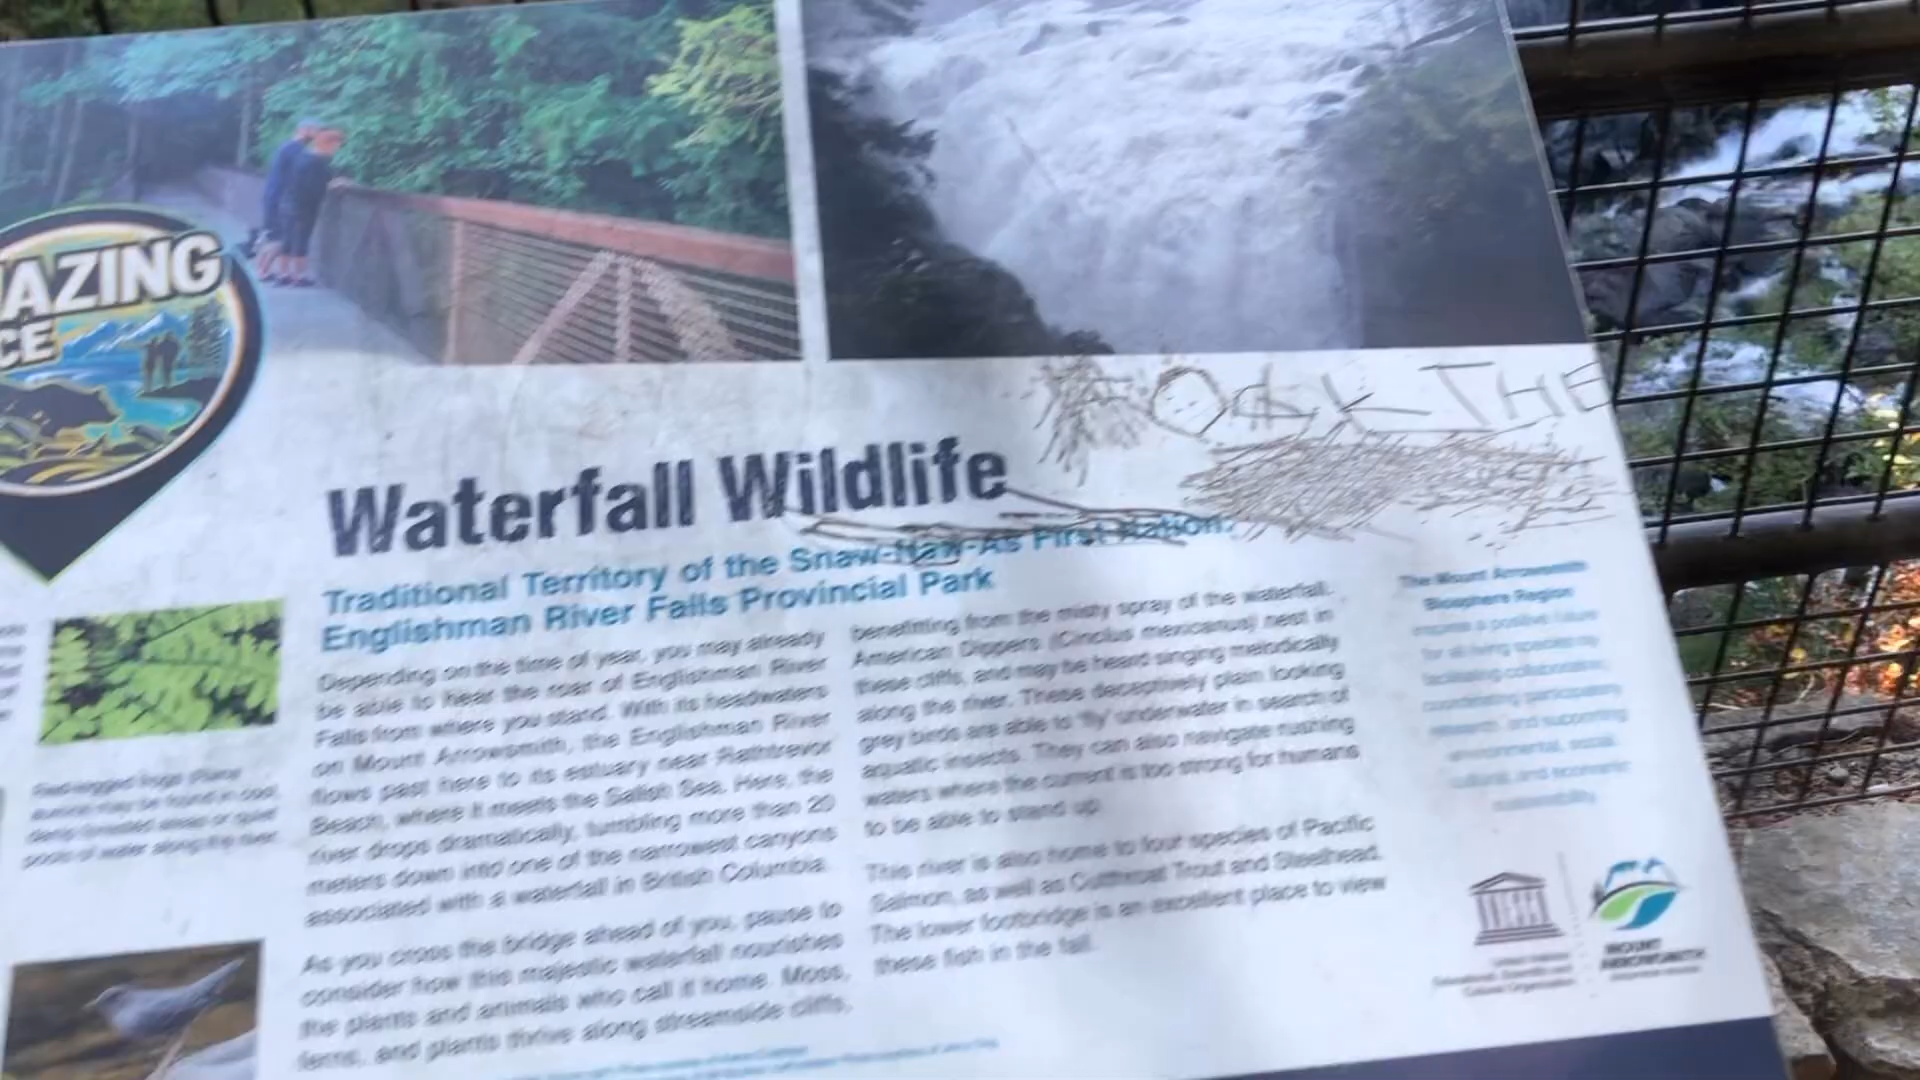 AZING
CE
Waterfall Wildlife
Traditional Territory of the Snaw-Naw-As First Nation.
Englishman River Falls Provincial Park
Depending on the time of year, you may already
be able to hear the roar of Englishman River
Falls from where you stand. With its headwaters
on Mount Arrowsmith, the Englishman River
flows past here to its estuary near Rathtrevor
Beach, where it meets the Salish Sea. Here, the
river drops dramatically, tumbling more than 20
meters down into one of the narrowest canyons
associated with a waterfall in British Columbia.
As you cross the bridge ahead of you, pause to
consider how this majestic waterfall nourishes
the plants and animals who call it home. Moss,
ferns, and plants thrive along streamside cliffs,
benefitting from the misty spray of the waterfall.
American Dippers (Cinclus mexicanus) nest in
these cliffs, and may be heard singing melodically
along the river. These deceptively plain looking
grey birds are able to 'fly' underwater in search of
aquatic insects. They can also navigate rushing
waters where the current is too strong for humans
to be able to stand up.
This river is also home to four species of Pacific
Salmon, as well as Cutthroat Trout and Steelhead.
The lower footbridge is an excellent place to view
these fish in the fall.
THE
The Mount Arrowsmith
Biosphere Region
inspires a positive future
for all living species by
facilitating collaboration,
coordinating participatory
research, and supporting
environmental, social,
cultural, and economic
sustainability.
MOUNT
ARROWSMITH